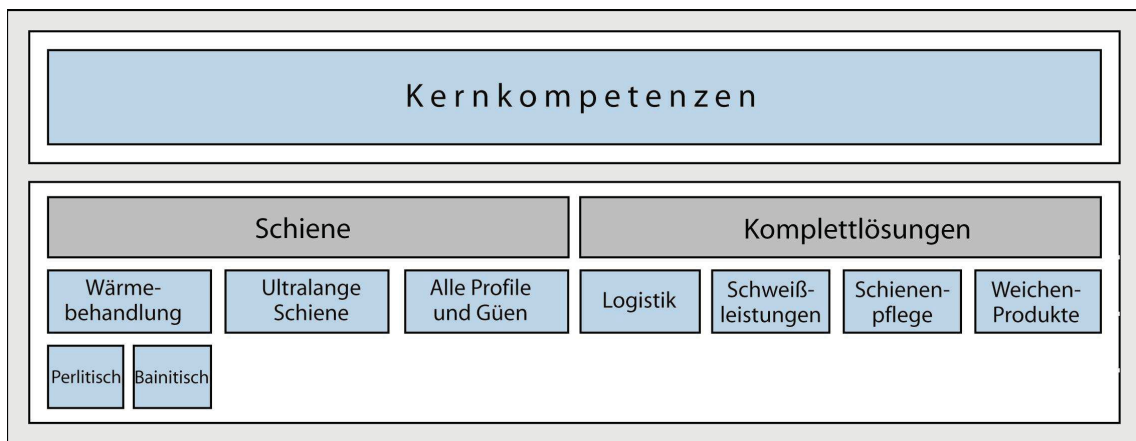 Kernkompetenzen
Schiene
Komplettlösungen
Wärme-
behandlung
Ultralange
Schiene
Alle Profile
und Güen
Logistik
Schweiß-
leistungen
Schienen-
pflege
Weichen-
Produkte
Perlitisch
Bainitisch